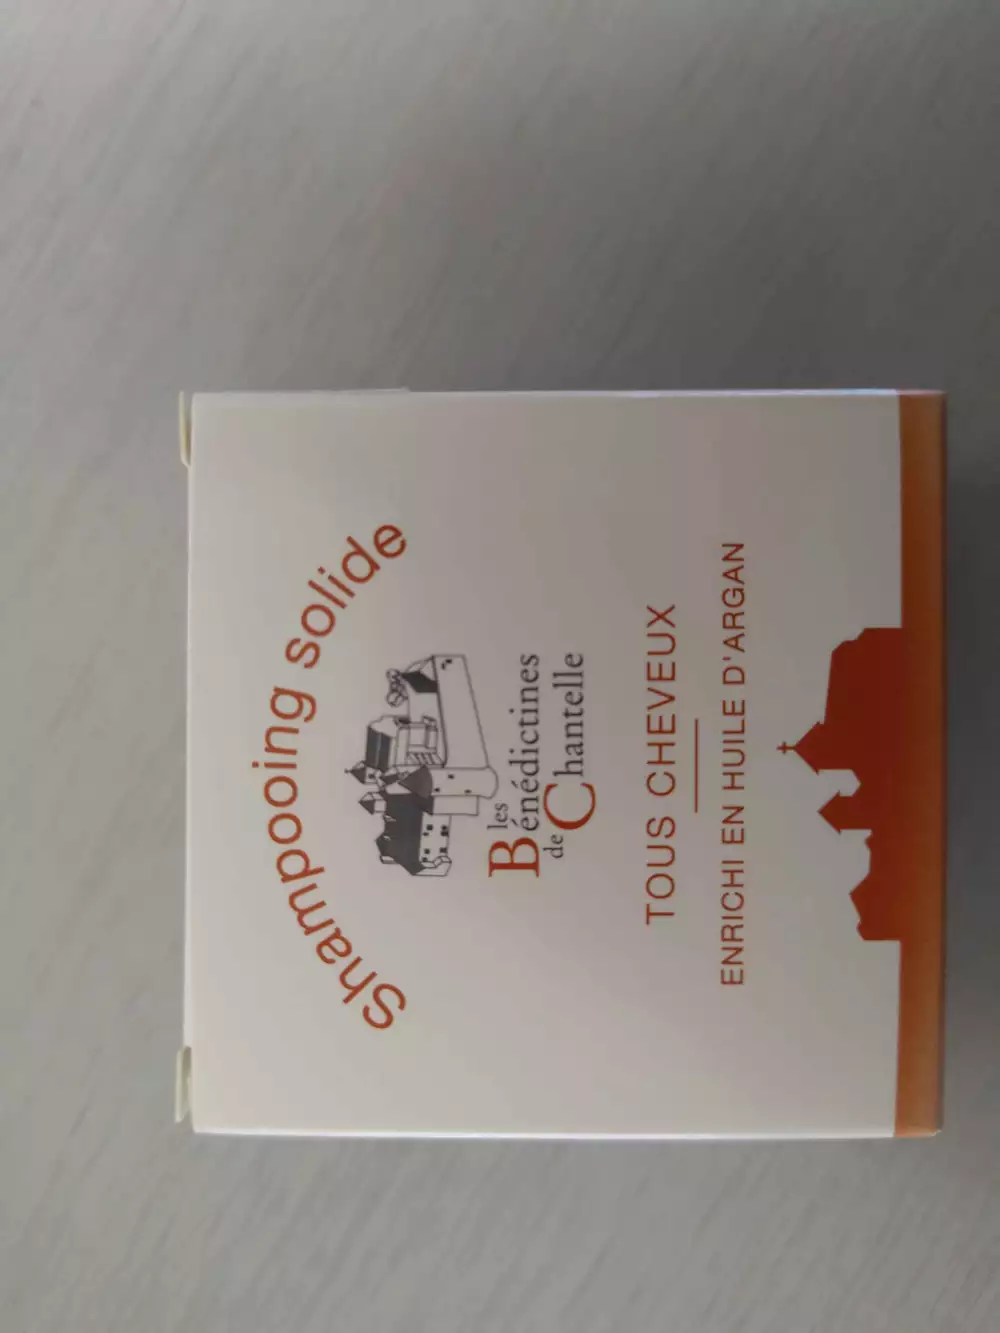 Shampooing solide
les
Bénédictines
de
Chantelle
TOUS CHEVEUX
ENRICHI EN HUILE D'ARGAN